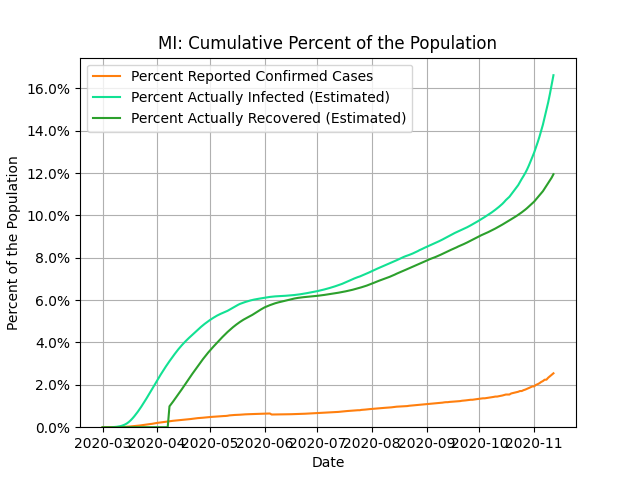 MI: Cumulative Percent of the Population
Percent Reported Confirmed Cases
Percent Actually Infected (Estimated)
Percent Actually Recovered (Estimated)
Percent of the Population
16.0%
14.0%
12.0%
10.0%
8.0%
6.0%
4.0%
2.0%
0.0%
2020-03 2020-04 2020-05 2020-06 2020-07 2020-08 2020-09 2020-10 2020-11
Date